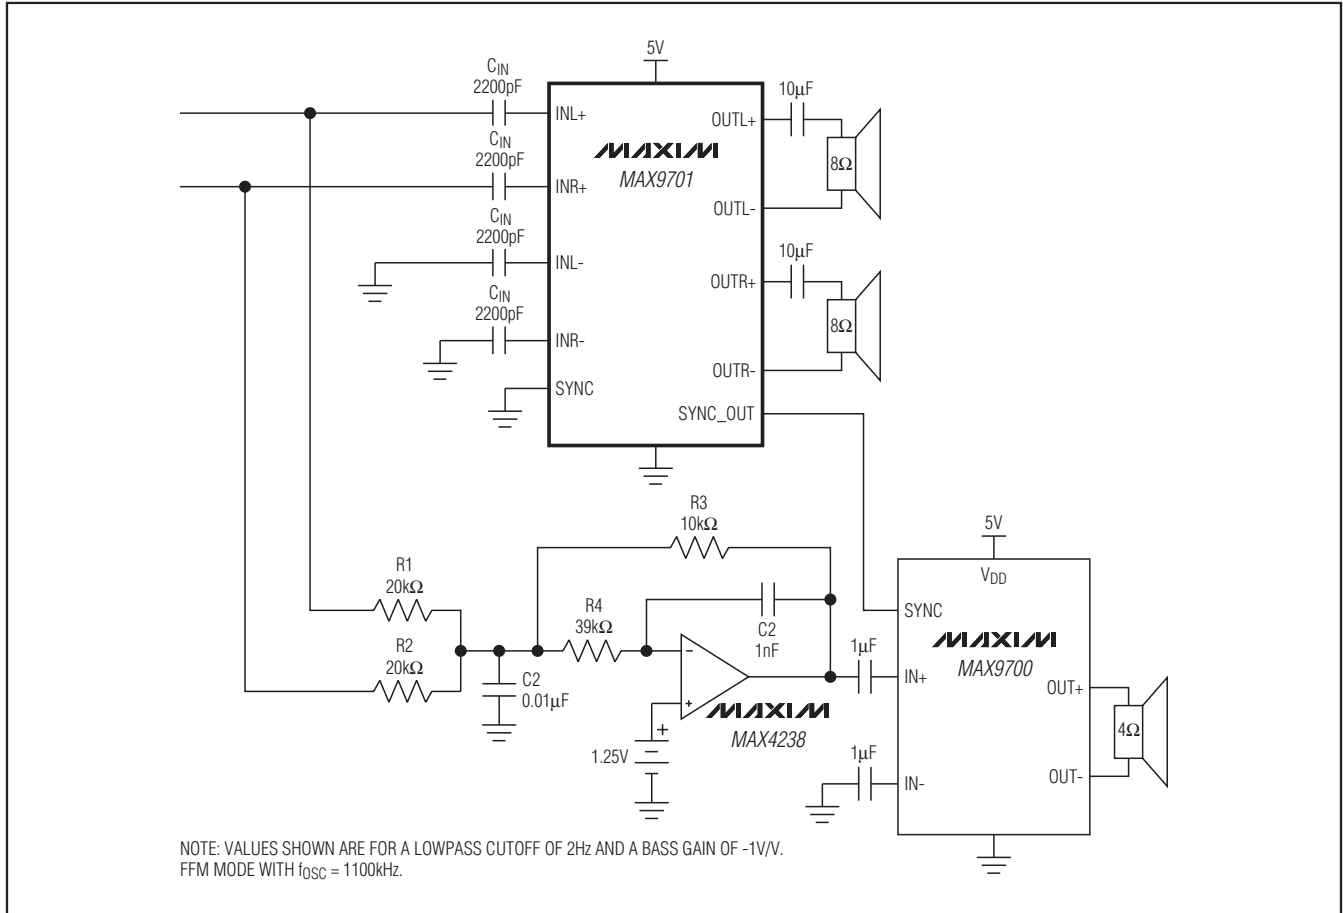 5V
CIN
2200pF
INL+
CIN
2200pF
INR+
CIN
2200pF
INL-
CIN
2200pF
INR-
SYNC
MAXIM
MAX9701
OUTL+
10μF
8Ω
OUTL-
10μF
OUTR+
8Ω
OUTR-
SYNC_OUT
R3
10kΩ
R1
20kΩ
R2
20kΩ
R4
39kΩ
C2
1nF
C2
0.01μF
-
+
+
1.25V
MAXIM
MAX4238
5V
VDD
SYNC
MAXIM
MAX9700
1μF
IN+
1μF
IN-
OUT+
4Ω
OUT-
NOTE: VALUES SHOWN ARE FOR A LOWPASS CUTOFF OF 2Hz AND A BASS GAIN OF -1V/V.
FFM MODE WITH fOSC = 1100kHz.